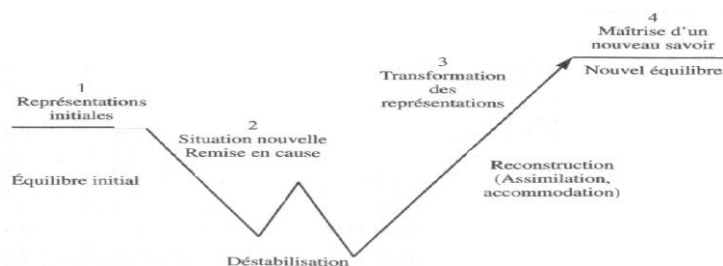 1
Représentations
initiales
Équilibre initial
2
Situation nouvelle
Remise en cause
Déstabilisation
3
Transformation
des
représentations
Reconstruction
(Assimilation,
accommodation)
4
Maîtrise d'un
nouveau savoir
Nouvel équilibre